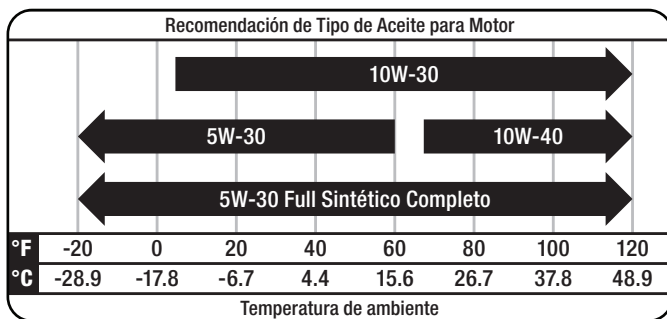 Recomendación de Tipo de Aceite para Motor
10W-30
5W-30 10W-40
5W-30 Full Sintético Completo
°F -20 0 20 40 60 80 100 120
°C -28.9 -17.8 -6.7 4.4 15.6 26.7 37.8 48.9
Temperatura de ambiente